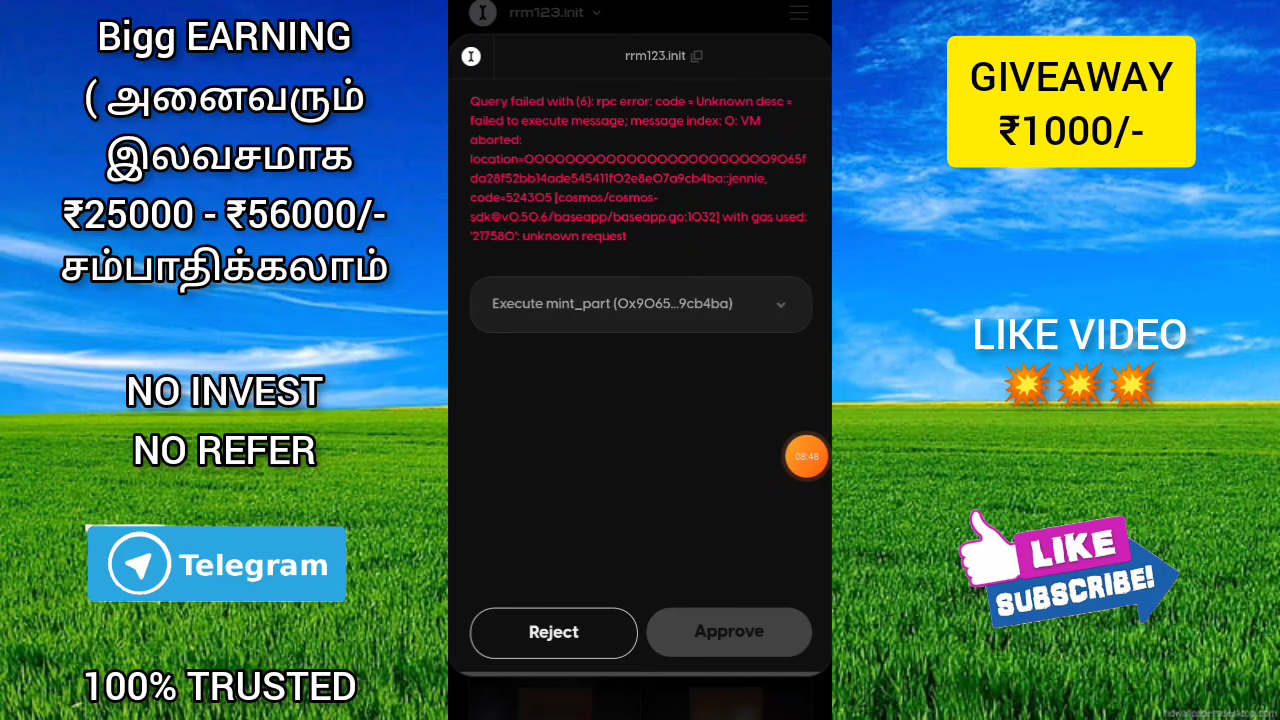 Bigg EARNING
( அனைவரும்
இலவசமாக
₹25000 - ₹56000/-
சம்பாதிக்கலாம்
NO INVEST
NO REFER
Telegram
100% TRUSTED
rrm123.init
rrm123.init
Query failed with (6): rpc error: code = Unknown desc =
failed to execute message; message index: 0: VM
aborted:
location=0000000000000000000000009065f
da28f52bb14ade545411f02e8e07a9cb4ba::jennie,
code=524305 [cosmos/cosmos-
sdk@v0.50.6/baseapp/baseapp.go:1032] with gas used:
'217580': unknown request
Execute mint_part (0x9065...9cb4ba)
08:48
Reject
Approve
GIVEAWAY
₹1000/-
LIKE VIDEO
LIKE
SUBSCRIBE!